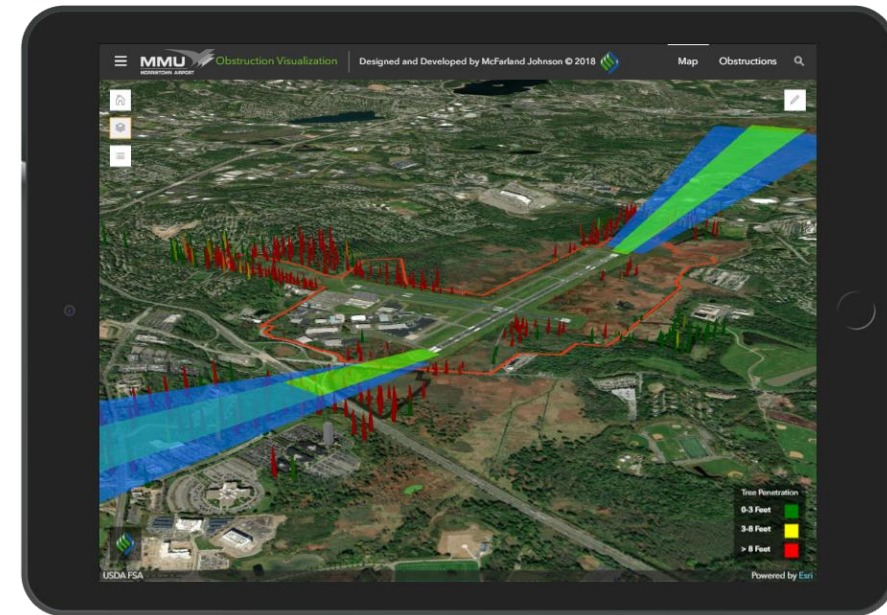 MMU
MORRISTOWN AIRPORT
Obstruction Visualization
Designed and Developed by McFarland Johnson © 2018
Map
Obstructions
Tree Penetration
0-3 Feet
3-8 Feet
> 8 Feet
USDA FSA
Powered by Esri